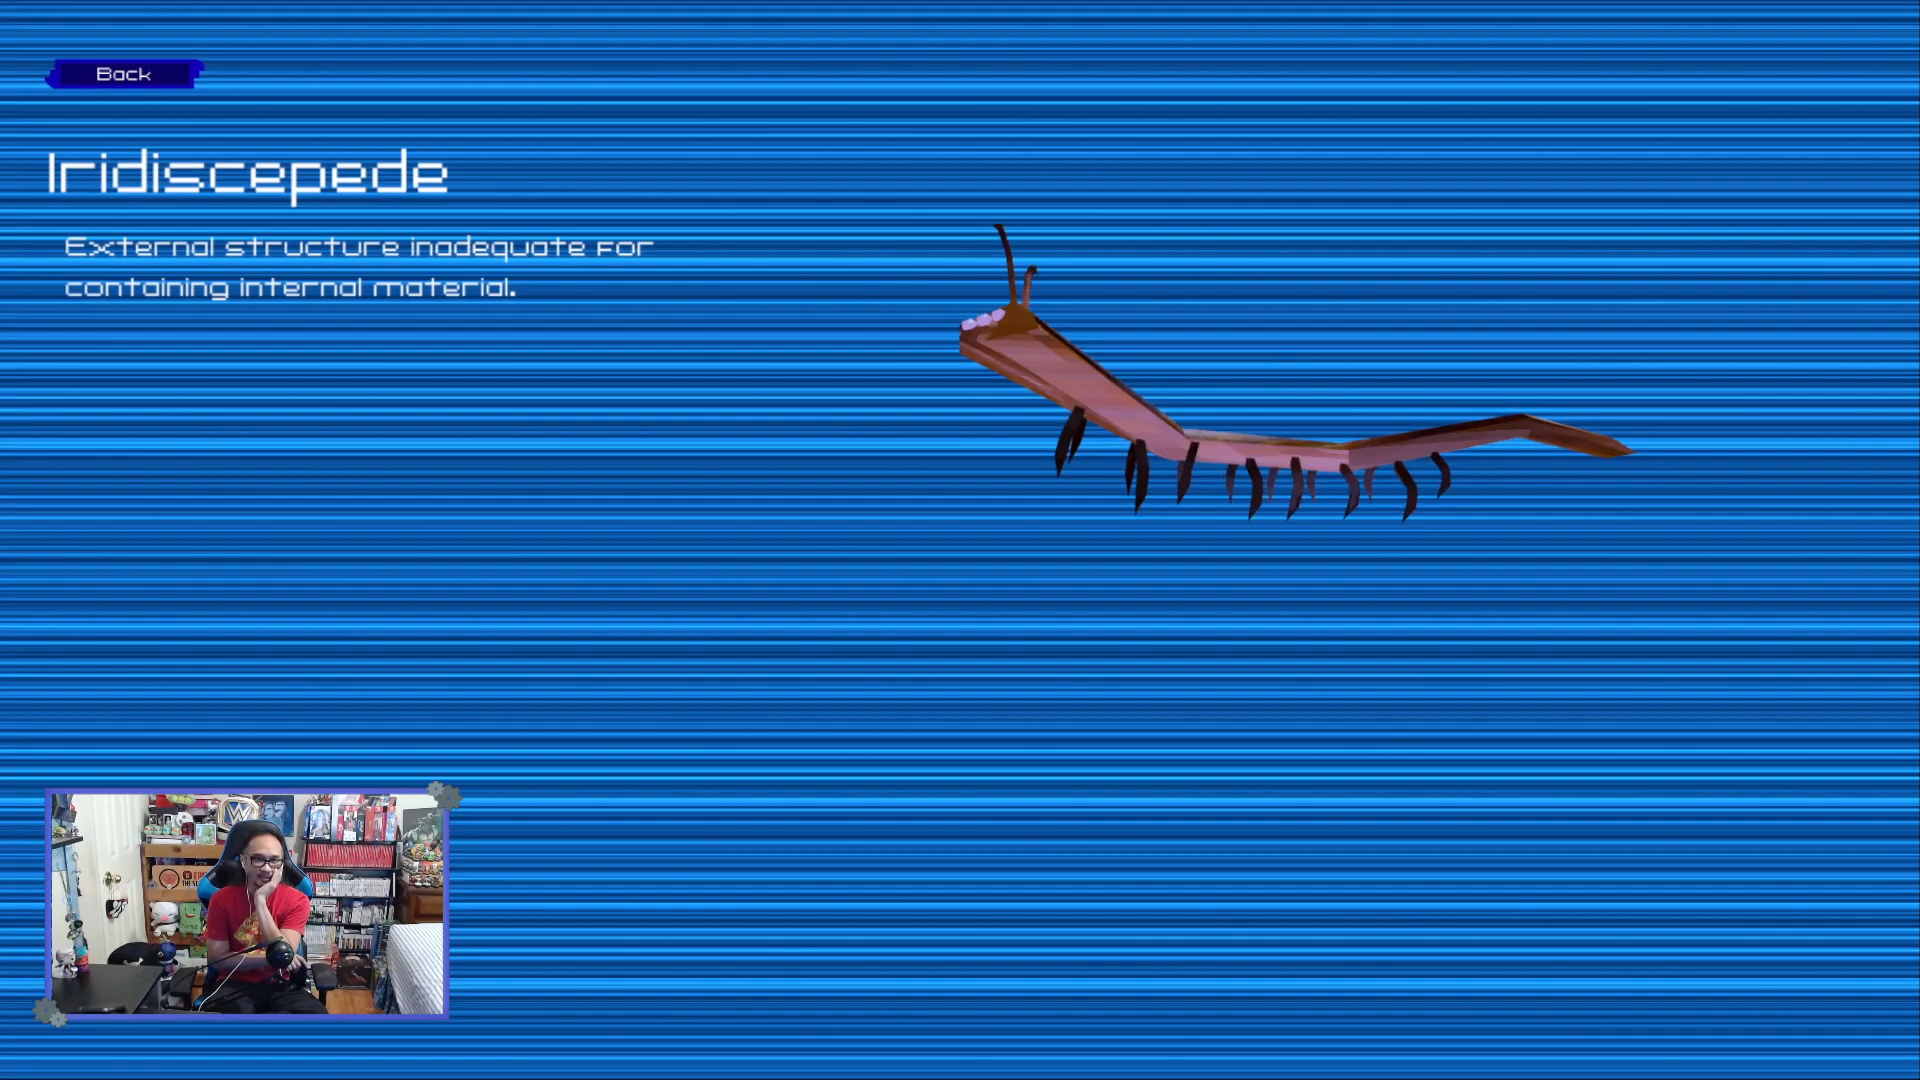 Back
Iridiscepede
External structure inadequate for
containing internal material.